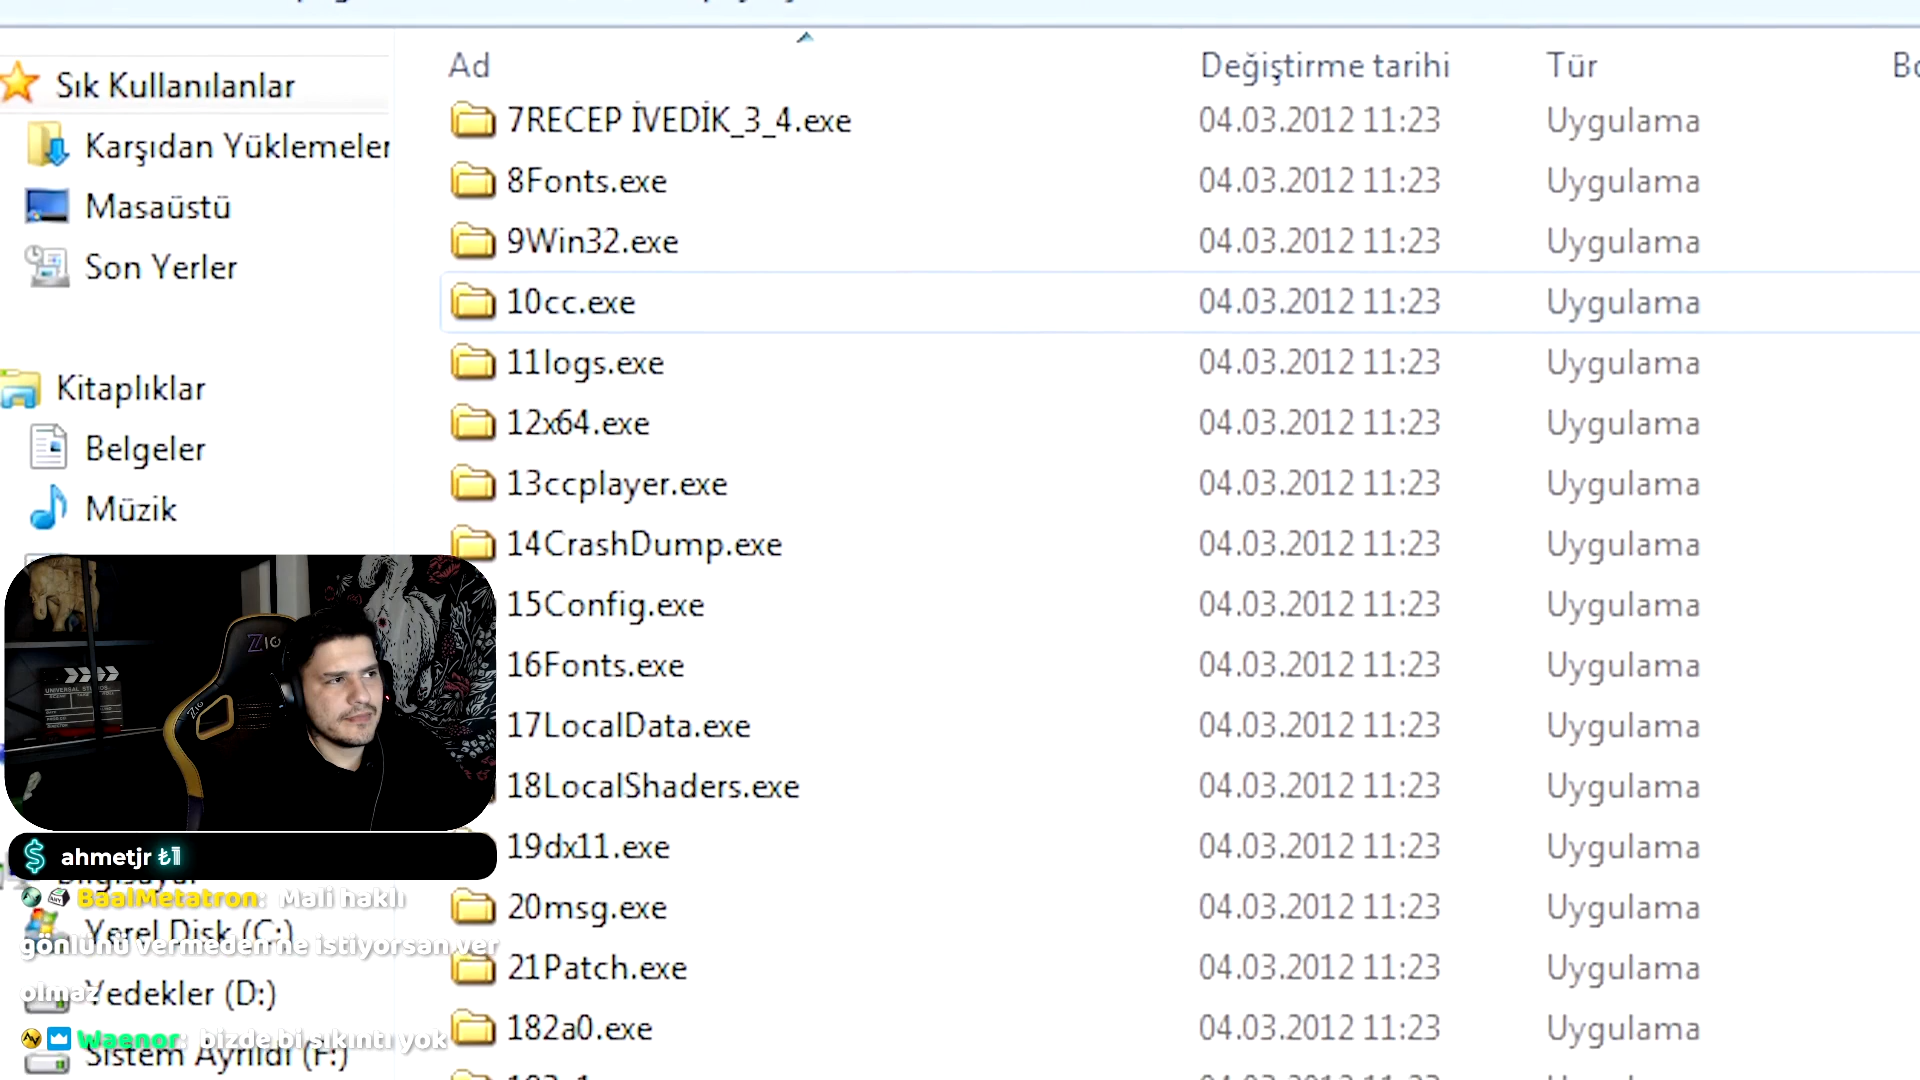 Ad
Değiştirme tarihi
Tür
Sık Kullanılanlar
Karşıdan Yüklemeler
Masaüstü
Son Yerler
Kitaplıklar
Belgeler
Müzik
7RECEP İVEDİK_3_4.exe 04.03.2012 11:23 Uygulama
8Fonts.exe 04.03.2012 11:23 Uygulama
9Win32.exe 04.03.2012 11:23 Uygulama
10cc.exe 04.03.2012 11:23 Uygulama
11logs.exe 04.03.2012 11:23 Uygulama
12x64.exe 04.03.2012 11:23 Uygulama
13ccplayer.exe 04.03.2012 11:23 Uygulama
14CrashDump.exe 04.03.2012 11:23 Uygulama
15Config.exe 04.03.2012 11:23 Uygulama
16Fonts.exe 04.03.2012 11:23 Uygulama
17LocalData.exe 04.03.2012 11:23 Uygulama
18LocalShaders.exe 04.03.2012 11:23 Uygulama
19dx11.exe 04.03.2012 11:23 Uygulama
20msg.exe 04.03.2012 11:23 Uygulama
21Patch.exe 04.03.2012 11:23 Uygulama
182a0.exe 04.03.2012 11:23 Uygulama
ZIO
UNIVERSAL
ahmetjr ₺1
BaalMetatron: Mali haklı
gönlünü vermeden ne istiyorsan ver
olmaz
Waenor: bizde bi sıkıntı yok
Yerel Disk (C:)
Yedekler (D:)
Sistem Ayrıldı (F:)